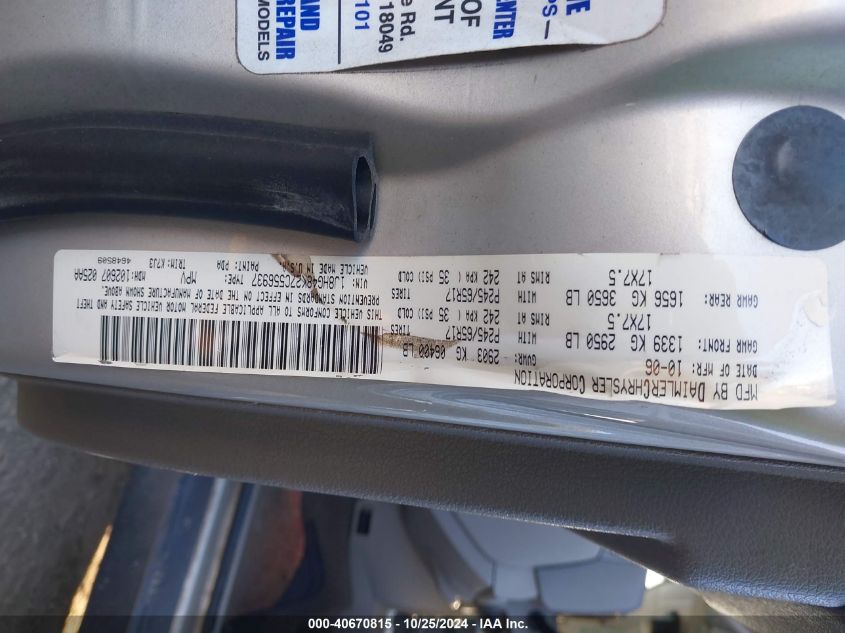 AND
REPAIR
MODELS
101
18049
Rd.
OF
PS —
MFD BY DAIMLERCHRYSLER CORPORATION
DATE OF MFR: 10-06 GVWR: 2903 KG 06400 LB
GAWR FRONT: 1339 KG 2950 LB WITH P245/65R17 TIRES
17X7.5 RIMS AT 242 KPA ( 35 PSI) COLD
GAWR REAR: 1656 KG 3650 LB WITH P245/65R17 TIRES
17X7.5 RIMS AT 242 KPA ( 35 PSI) COLD
THIS VEHICLE CONFORMS TO ALL APPLICABLE FEDERAL MOTOR VEHICLE SAFETY AND THEFT
PREVENTION STANDARDS IN EFFECT ON THE DATE OF MANUFACTURE SHOWN ABOVE
VIN: 1J8HG48K27C556937 TYPE: MPV MDH:102607 025AA
VEHICLE MADE IN U.S.A PAINT: PDA TRIM: K7J3
4648509
000-40670815 - 10/25/2024 - IAA Inc.